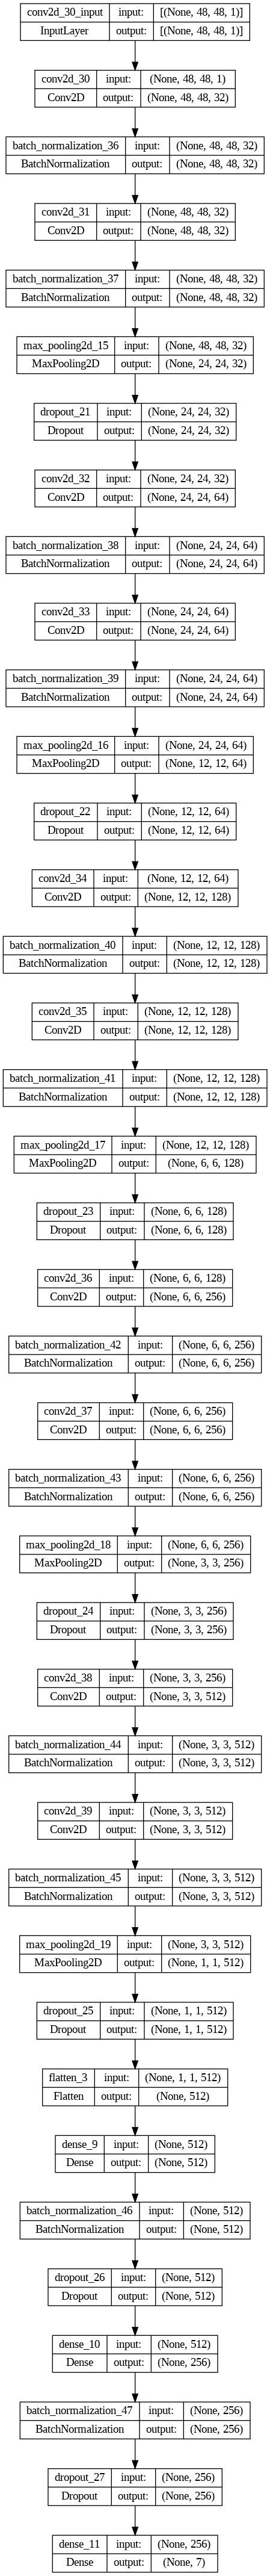 conv2d_30_input input: [(None, 48, 48, 1)]
InputLayer output: [(None, 48, 48, 1)]
conv2d_30 input: (None, 48, 48, 1)
Conv2D output: (None, 48, 48, 32)
batch_normalization_36 input: (None, 48, 48, 32)
BatchNormalization output: (None, 48, 48, 32)
conv2d_31 input: (None, 48, 48, 32)
Conv2D output: (None, 48, 48, 32)
batch_normalization_37 input: (None, 48, 48, 32)
BatchNormalization output: (None, 48, 48, 32)
max_pooling2d_15 input: (None, 48, 48, 32)
MaxPooling2D output: (None, 24, 24, 32)
dropout_21 input: (None, 24, 24, 32)
Dropout output: (None, 24, 24, 32)
conv2d_32 input: (None, 24, 24, 32)
Conv2D output: (None, 24, 24, 64)
batch_normalization_38 input: (None, 24, 24, 64)
BatchNormalization output: (None, 24, 24, 64)
conv2d_33 input: (None, 24, 24, 64)
Conv2D output: (None, 24, 24, 64)
batch_normalization_39 input: (None, 24, 24, 64)
BatchNormalization output: (None, 24, 24, 64)
max_pooling2d_16 input: (None, 24, 24, 64)
MaxPooling2D output: (None, 12, 12, 64)
dropout_22 input: (None, 12, 12, 64)
Dropout output: (None, 12, 12, 64)
conv2d_34 input: (None, 12, 12, 64)
Conv2D output: (None, 12, 12, 128)
batch_normalization_40 input: (None, 12, 12, 128)
BatchNormalization output: (None, 12, 12, 128)
conv2d_35 input: (None, 12, 12, 128)
Conv2D output: (None, 12, 12, 128)
batch_normalization_41 input: (None, 12, 12, 128)
BatchNormalization output: (None, 12, 12, 128)
max_pooling2d_17 input: (None, 12, 12, 128)
MaxPooling2D output: (None, 6, 6, 128)
dropout_23 input: (None, 6, 6, 128)
Dropout output: (None, 6, 6, 128)
conv2d_36 input: (None, 6, 6, 128)
Conv2D output: (None, 6, 6, 256)
batch_normalization_42 input: (None, 6, 6, 256)
BatchNormalization output: (None, 6, 6, 256)
conv2d_37 input: (None, 6, 6, 256)
Conv2D output: (None, 6, 6, 256)
batch_normalization_43 input: (None, 6, 6, 256)
BatchNormalization output: (None, 6, 6, 256)
max_pooling2d_18 input: (None, 6, 6, 256)
MaxPooling2D output: (None, 3, 3, 256)
dropout_24 input: (None, 3, 3, 256)
Dropout output: (None, 3, 3, 256)
conv2d_38 input: (None, 3, 3, 256)
Conv2D output: (None, 3, 3, 512)
batch_normalization_44 input: (None, 3, 3, 512)
BatchNormalization output: (None, 3, 3, 512)
conv2d_39 input: (None, 3, 3, 512)
Conv2D output: (None, 3, 3, 512)
batch_normalization_45 input: (None, 3, 3, 512)
BatchNormalization output: (None, 3, 3, 512)
max_pooling2d_19 input: (None, 3, 3, 512)
MaxPooling2D output: (None, 1, 1, 512)
dropout_25 input: (None, 1, 1, 512)
Dropout output: (None, 1, 1, 512)
flatten_3 input: (None, 1, 1, 512)
Flatten output: (None, 512)
dense_9 input: (None, 512)
Dense output: (None, 512)
batch_normalization_46 input: (None, 512)
BatchNormalization output: (None, 512)
dropout_26 input: (None, 512)
Dropout output: (None, 512)
dense_10 input: (None, 512)
Dense output: (None, 256)
batch_normalization_47 input: (None, 256)
BatchNormalization output: (None, 256)
dropout_27 input: (None, 256)
Dropout output: (None, 256)
dense_11 input: (None, 256)
Dense output: (None, 7)